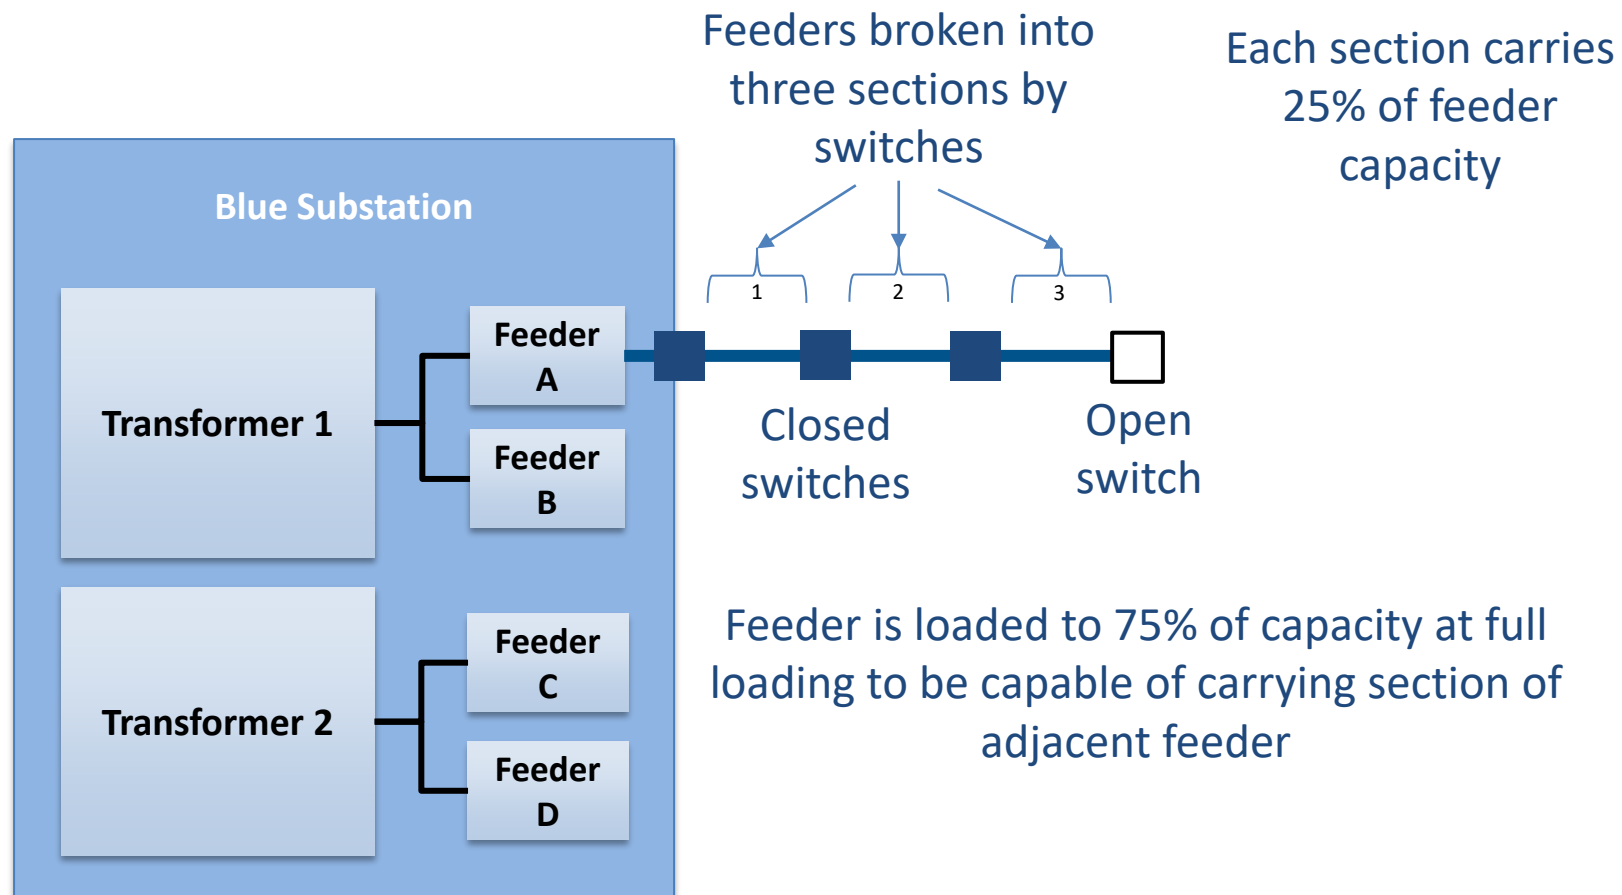 Feeders broken into
three sections by
switches
Each section carries
25% of feeder
capacity
Blue Substation
1
2
3
Transformer 1
Feeder
A
Feeder
B
Closed
switches
Open
switch
Transformer 2
Feeder
C
Feeder
D
Feeder is loaded to 75% of capacity at full
loading to be capable of carrying section of
adjacent feeder